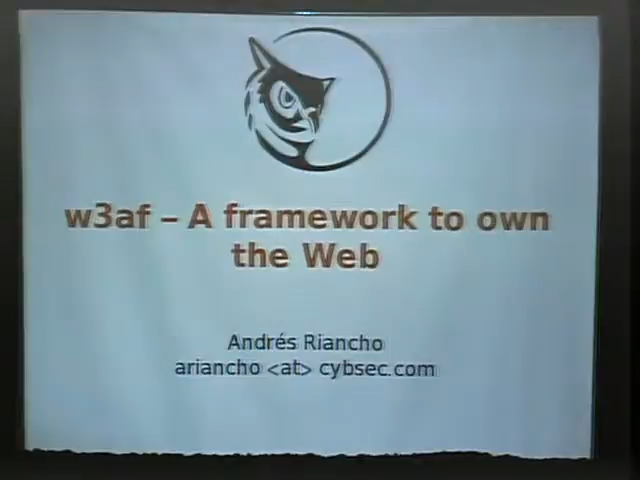 w3af – A framework to own
the Web
Andrés Riancho
ariancho <at> cybsec.com